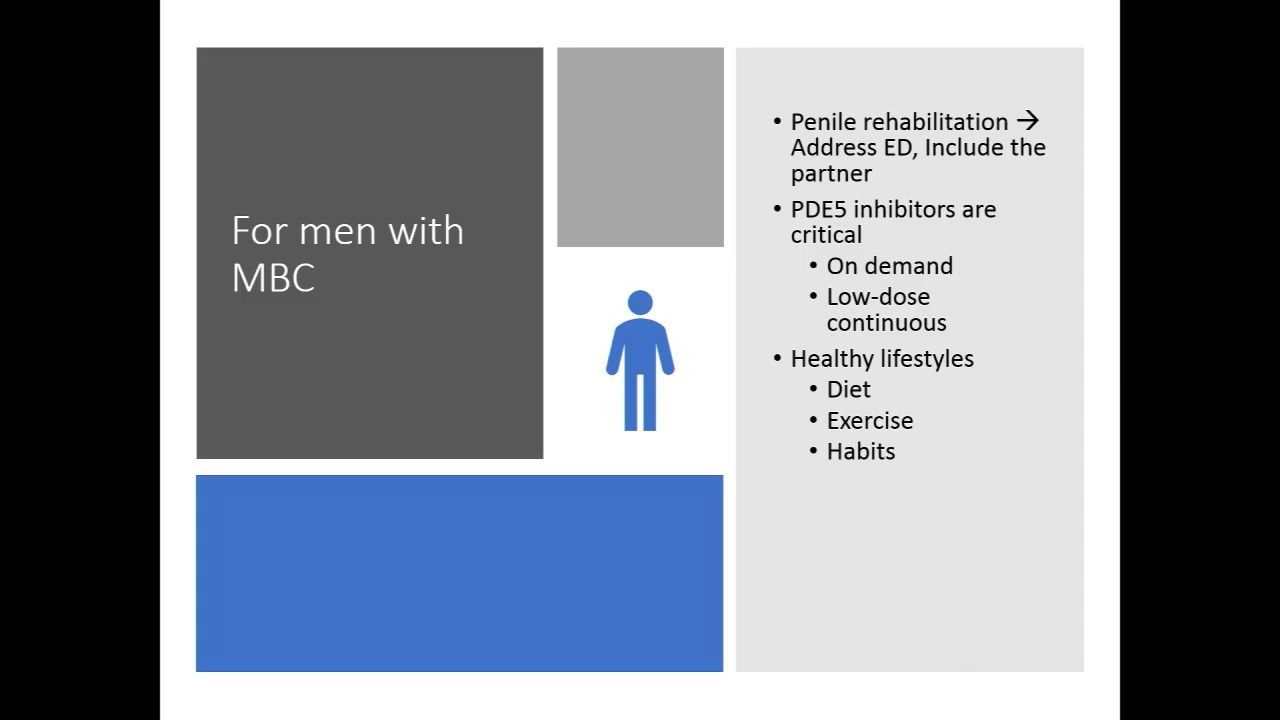 For men with
MBC
• Penile rehabilitation →
Address ED, Include the
partner
• PDE5 inhibitors are
critical
• On demand
• Low-dose
continuous
• Healthy lifestyles
• Diet
• Exercise
• Habits